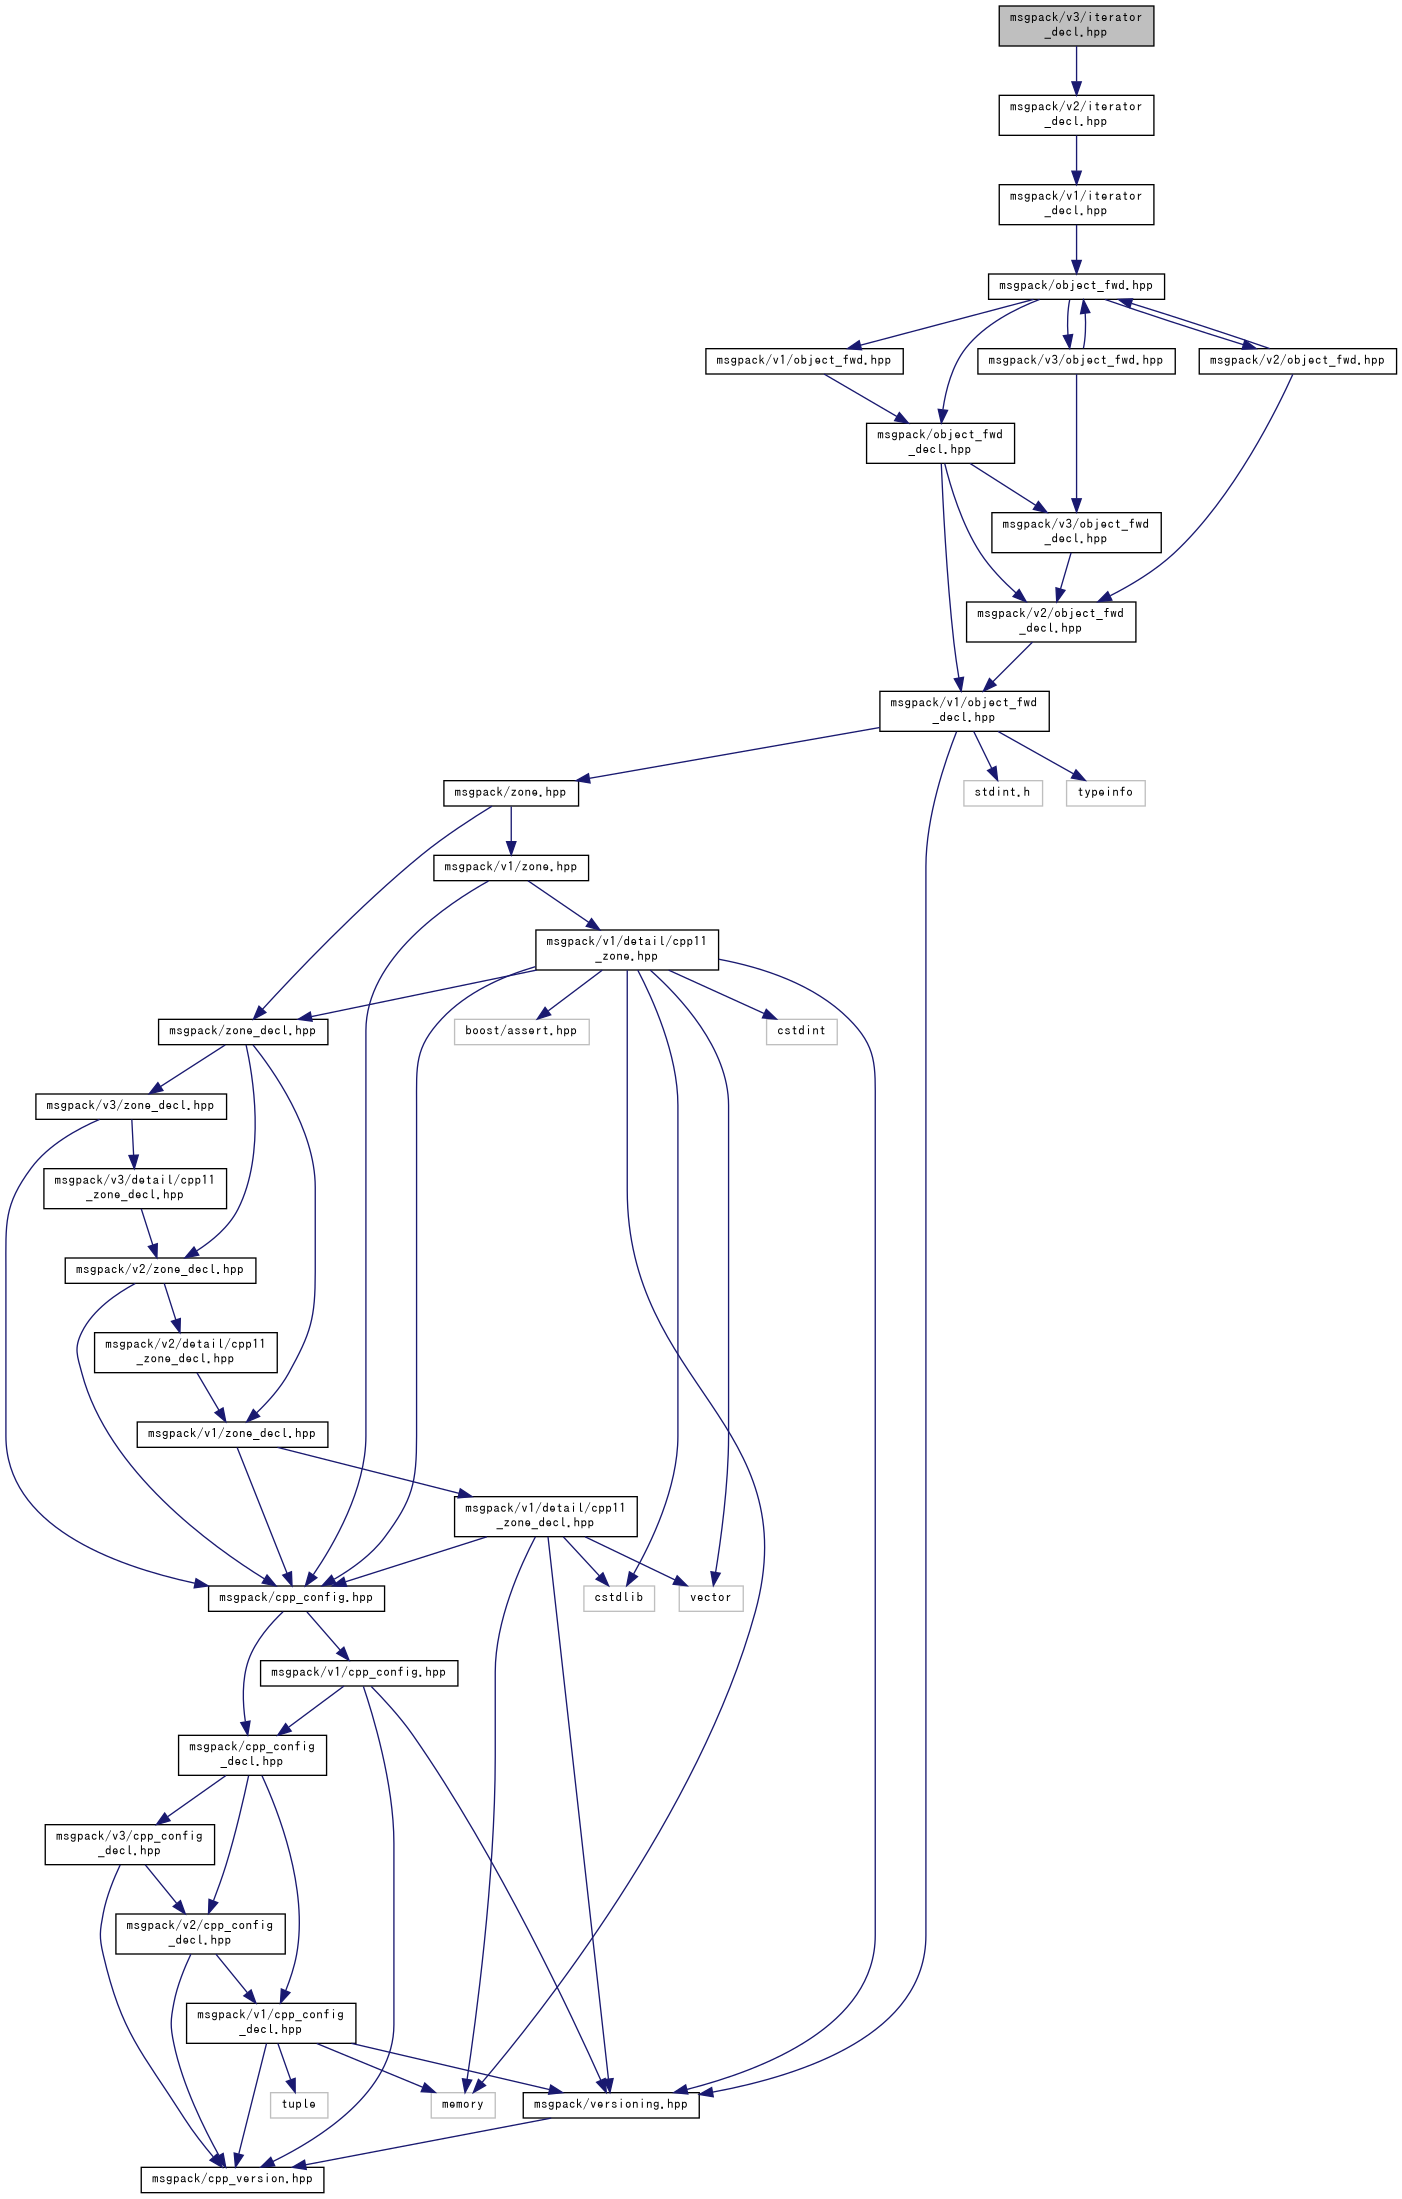 msgpack/v3/iterator
_decl.hpp
msgpack/v2/iterator
_decl.hpp
msgpack/v1/iterator
_decl.hpp
msgpack/object_fwd.hpp
msgpack/v1/object_fwd.hpp
msgpack/v3/object_fwd.hpp
msgpack/v2/object_fwd.hpp
msgpack/object_fwd
_decl.hpp
msgpack/v3/object_fwd
_decl.hpp
msgpack/v2/object_fwd
_decl.hpp
msgpack/v1/object_fwd
_decl.hpp
msgpack/zone.hpp
stdint.h
typeinfo
msgpack/v1/zone.hpp
msgpack/v1/detail/cpp11
_zone.hpp
msgpack/zone_decl.hpp
boost/assert.hpp
cstdint
msgpack/v3/zone_decl.hpp
msgpack/v3/detail/cpp11
_zone_decl.hpp
msgpack/v2/zone_decl.hpp
msgpack/v2/detail/cpp11
_zone_decl.hpp
msgpack/v1/zone_decl.hpp
msgpack/v1/detail/cpp11
_zone_decl.hpp
msgpack/cpp_config.hpp
cstdlib
vector
msgpack/v1/cpp_config.hpp
msgpack/cpp_config
_decl.hpp
msgpack/v3/cpp_config
_decl.hpp
msgpack/v2/cpp_config
_decl.hpp
msgpack/v1/cpp_config
_decl.hpp
tuple
memory
msgpack/versioning.hpp
msgpack/cpp_version.hpp